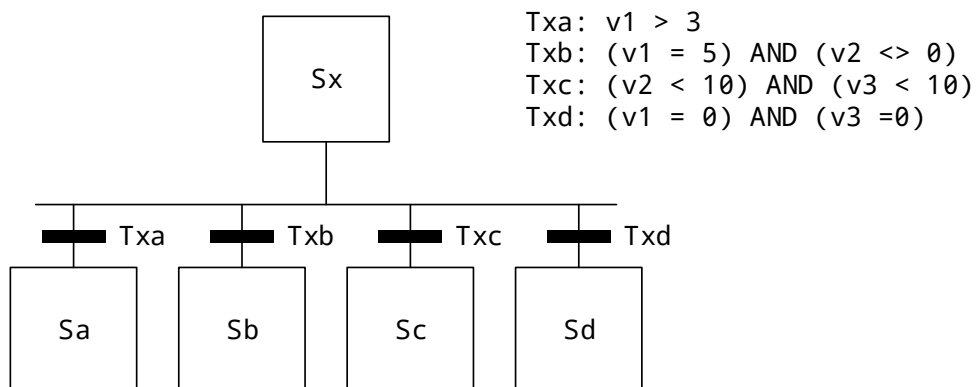 Txa: v1 > 3
Txb: (v1 = 5) AND (v2 <> 0)
Txc: (v2 < 10) AND (v3 < 10)
Txd: (v1 = 0) AND (v3 =0)
Sx
Txa
Txb
Txc
Txd
Sa
Sb
Sc
Sd